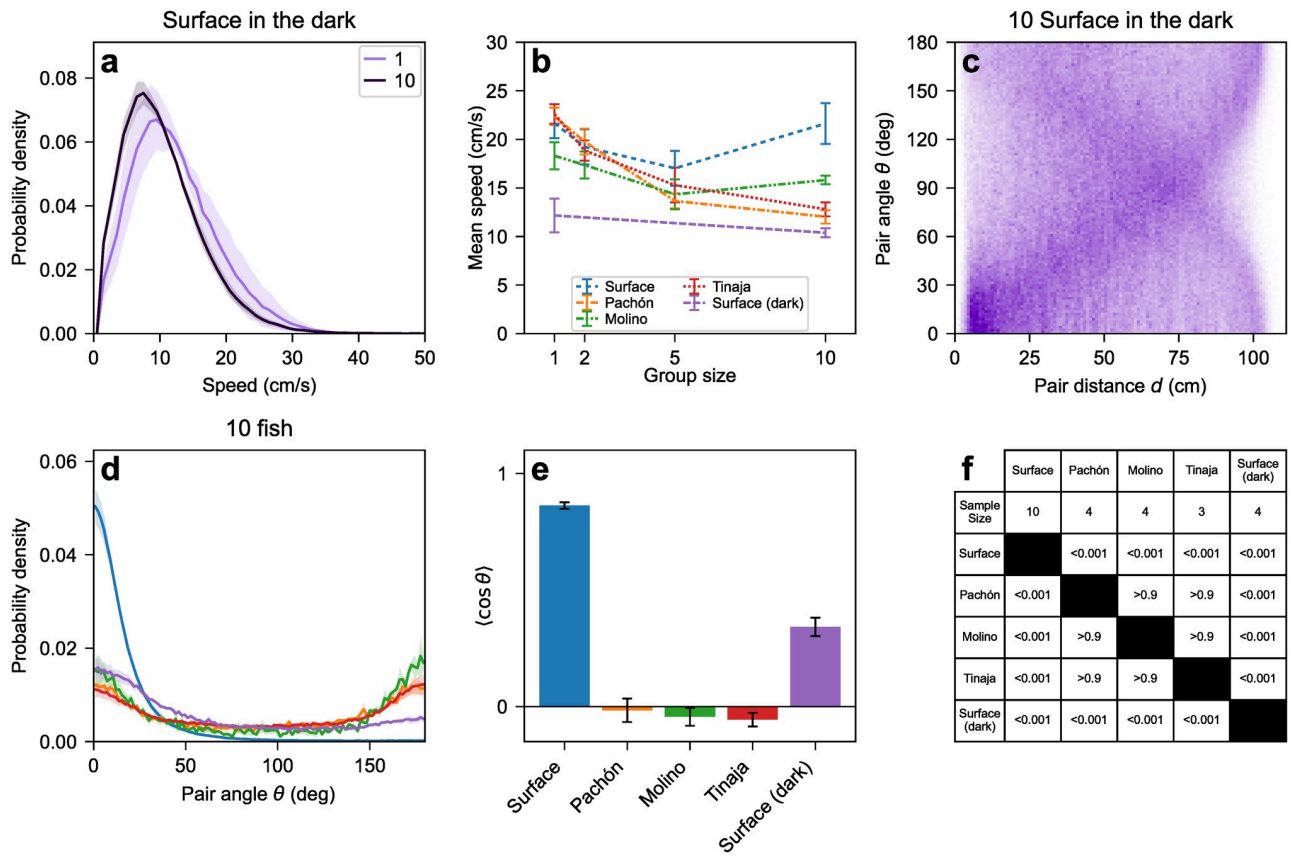 Surface in the dark
a
1
10
0.08
0.06
0.04
0.02
0.00
Probability density
0 10 20 30 40 50
Speed (cm/s)
b
30
25
20
15
10
5
0
Mean speed (cm/s)
Surface
Pachón
Molino
Tinaja
Surface (dark)
1 2 5 10
Group size
10 Surface in the dark
c
180
150
120
90
60
30
0
Pair angle θ (deg)
0 25 50 75 100
Pair distance d (cm)
10 fish
d
0.06
0.04
0.02
0.00
Probability density
0 50 100 150
Pair angle θ (deg)
e
1
0
⟨cos θ⟩
Surface
Pachón
Molino
Tinaja
Surface (dark)
f
Surface Pachón Molino Tinaja Surface
(dark)
Sample
Size 10 4 4 3 4
Surface <0.001 <0.001 <0.001 <0.001
Pachón <0.001 >0.9 >0.9 <0.001
Molino <0.001 >0.9 >0.9 <0.001
Tinaja <0.001 >0.9 >0.9 <0.001
Surface
(dark) <0.001 <0.001 <0.001 <0.001